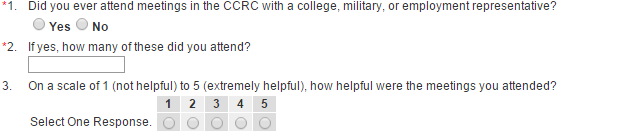 *1. Did you ever attend meetings in the CCRC with a college, military, or employment representative?
Yes No
*2. If yes, how many of these did you attend?
3. On a scale of 1 (not helpful) to 5 (extremely helpful), how helpful were the meetings you attended?
1 2 3 4 5
Select One Response.